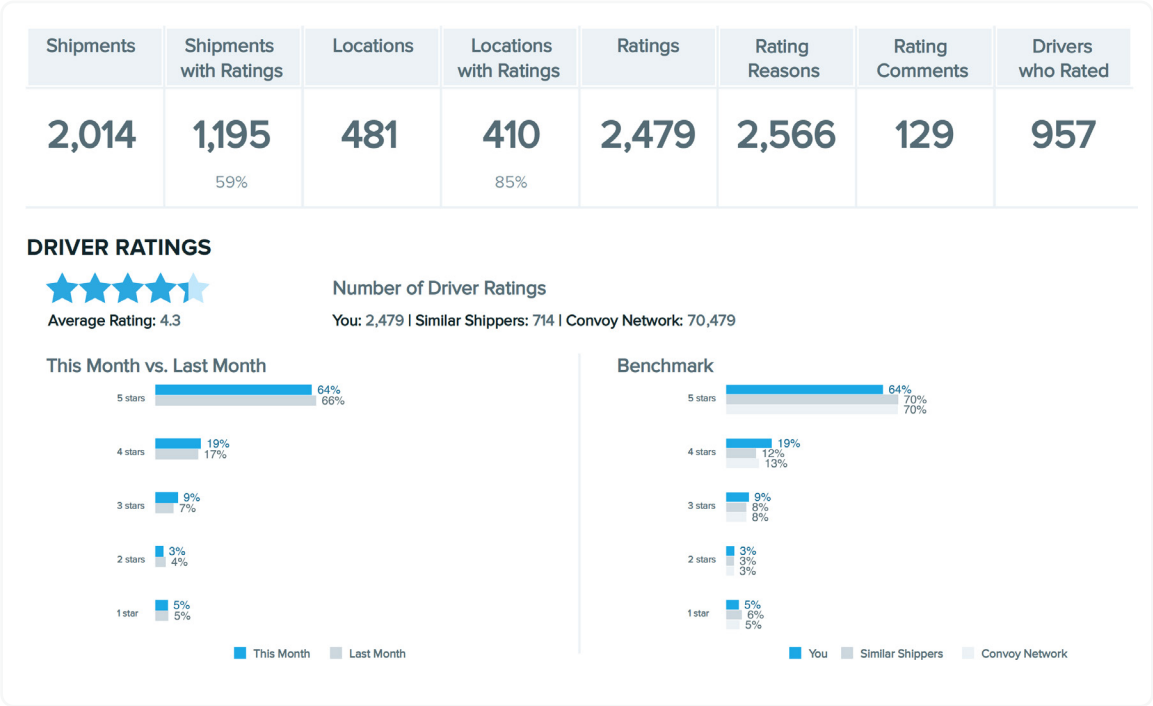 Shipments
Shipments
with Ratings
Locations
Locations
with Ratings
Ratings
Rating
Reasons
Rating
Comments
Drivers
who Rated
2,014
1,195
59%
481
410
85%
2,479
2,566
129
957
DRIVER RATINGS
Average Rating: 4.3
Number of Driver Ratings
You: 2,479 | Similar Shippers: 714 | Convoy Network: 70,479
This Month vs. Last Month
5 stars
64%
66%
4 stars
19%
17%
3 stars
9%
7%
2 stars
3%
4%
1 star
5%
5%
This Month
Last Month
Benchmark
5 stars
64%
70%
70%
4 stars
19%
12%
13%
3 stars
9%
8%
8%
2 stars
3%
3%
3%
1 star
5%
6%
5%
You
Similar Shippers
Convoy Network